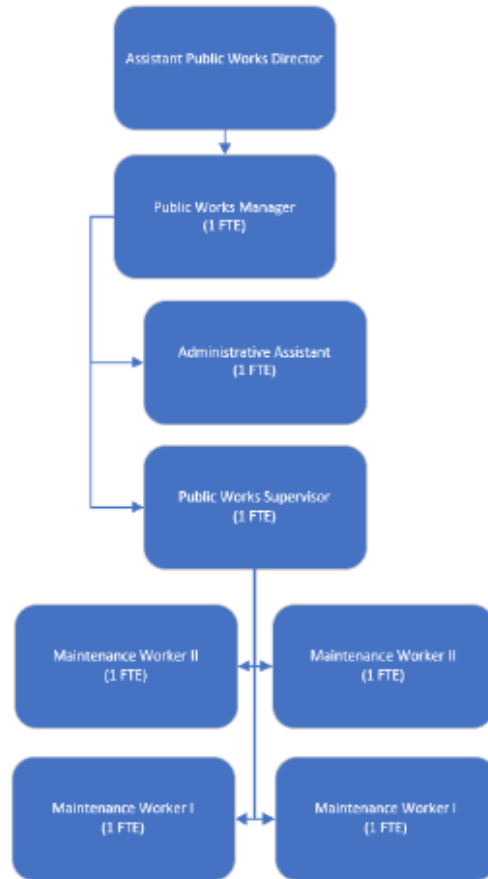 Assistant Public Works Director
Public Works Manager
(1 FTE)
Administrative Assistant
(1 FTE)
Public Works Supervisor
(1 FTE)
Maintenance Worker II
(1 FTE)
Maintenance Worker II
(1 FTE)
Maintenance Worker I
(1 FTE)
Maintenance Worker I
(1 FTE)